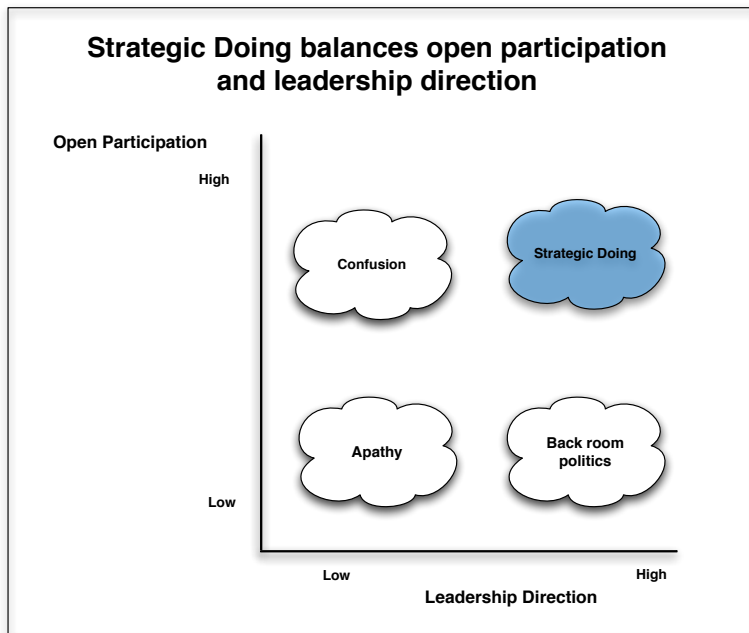 Strategic Doing balances open participation
and leadership direction
Open Participation
High
Confusion
Strategic Doing
Apathy
Back room
politics
Low
Low
High
Leadership Direction